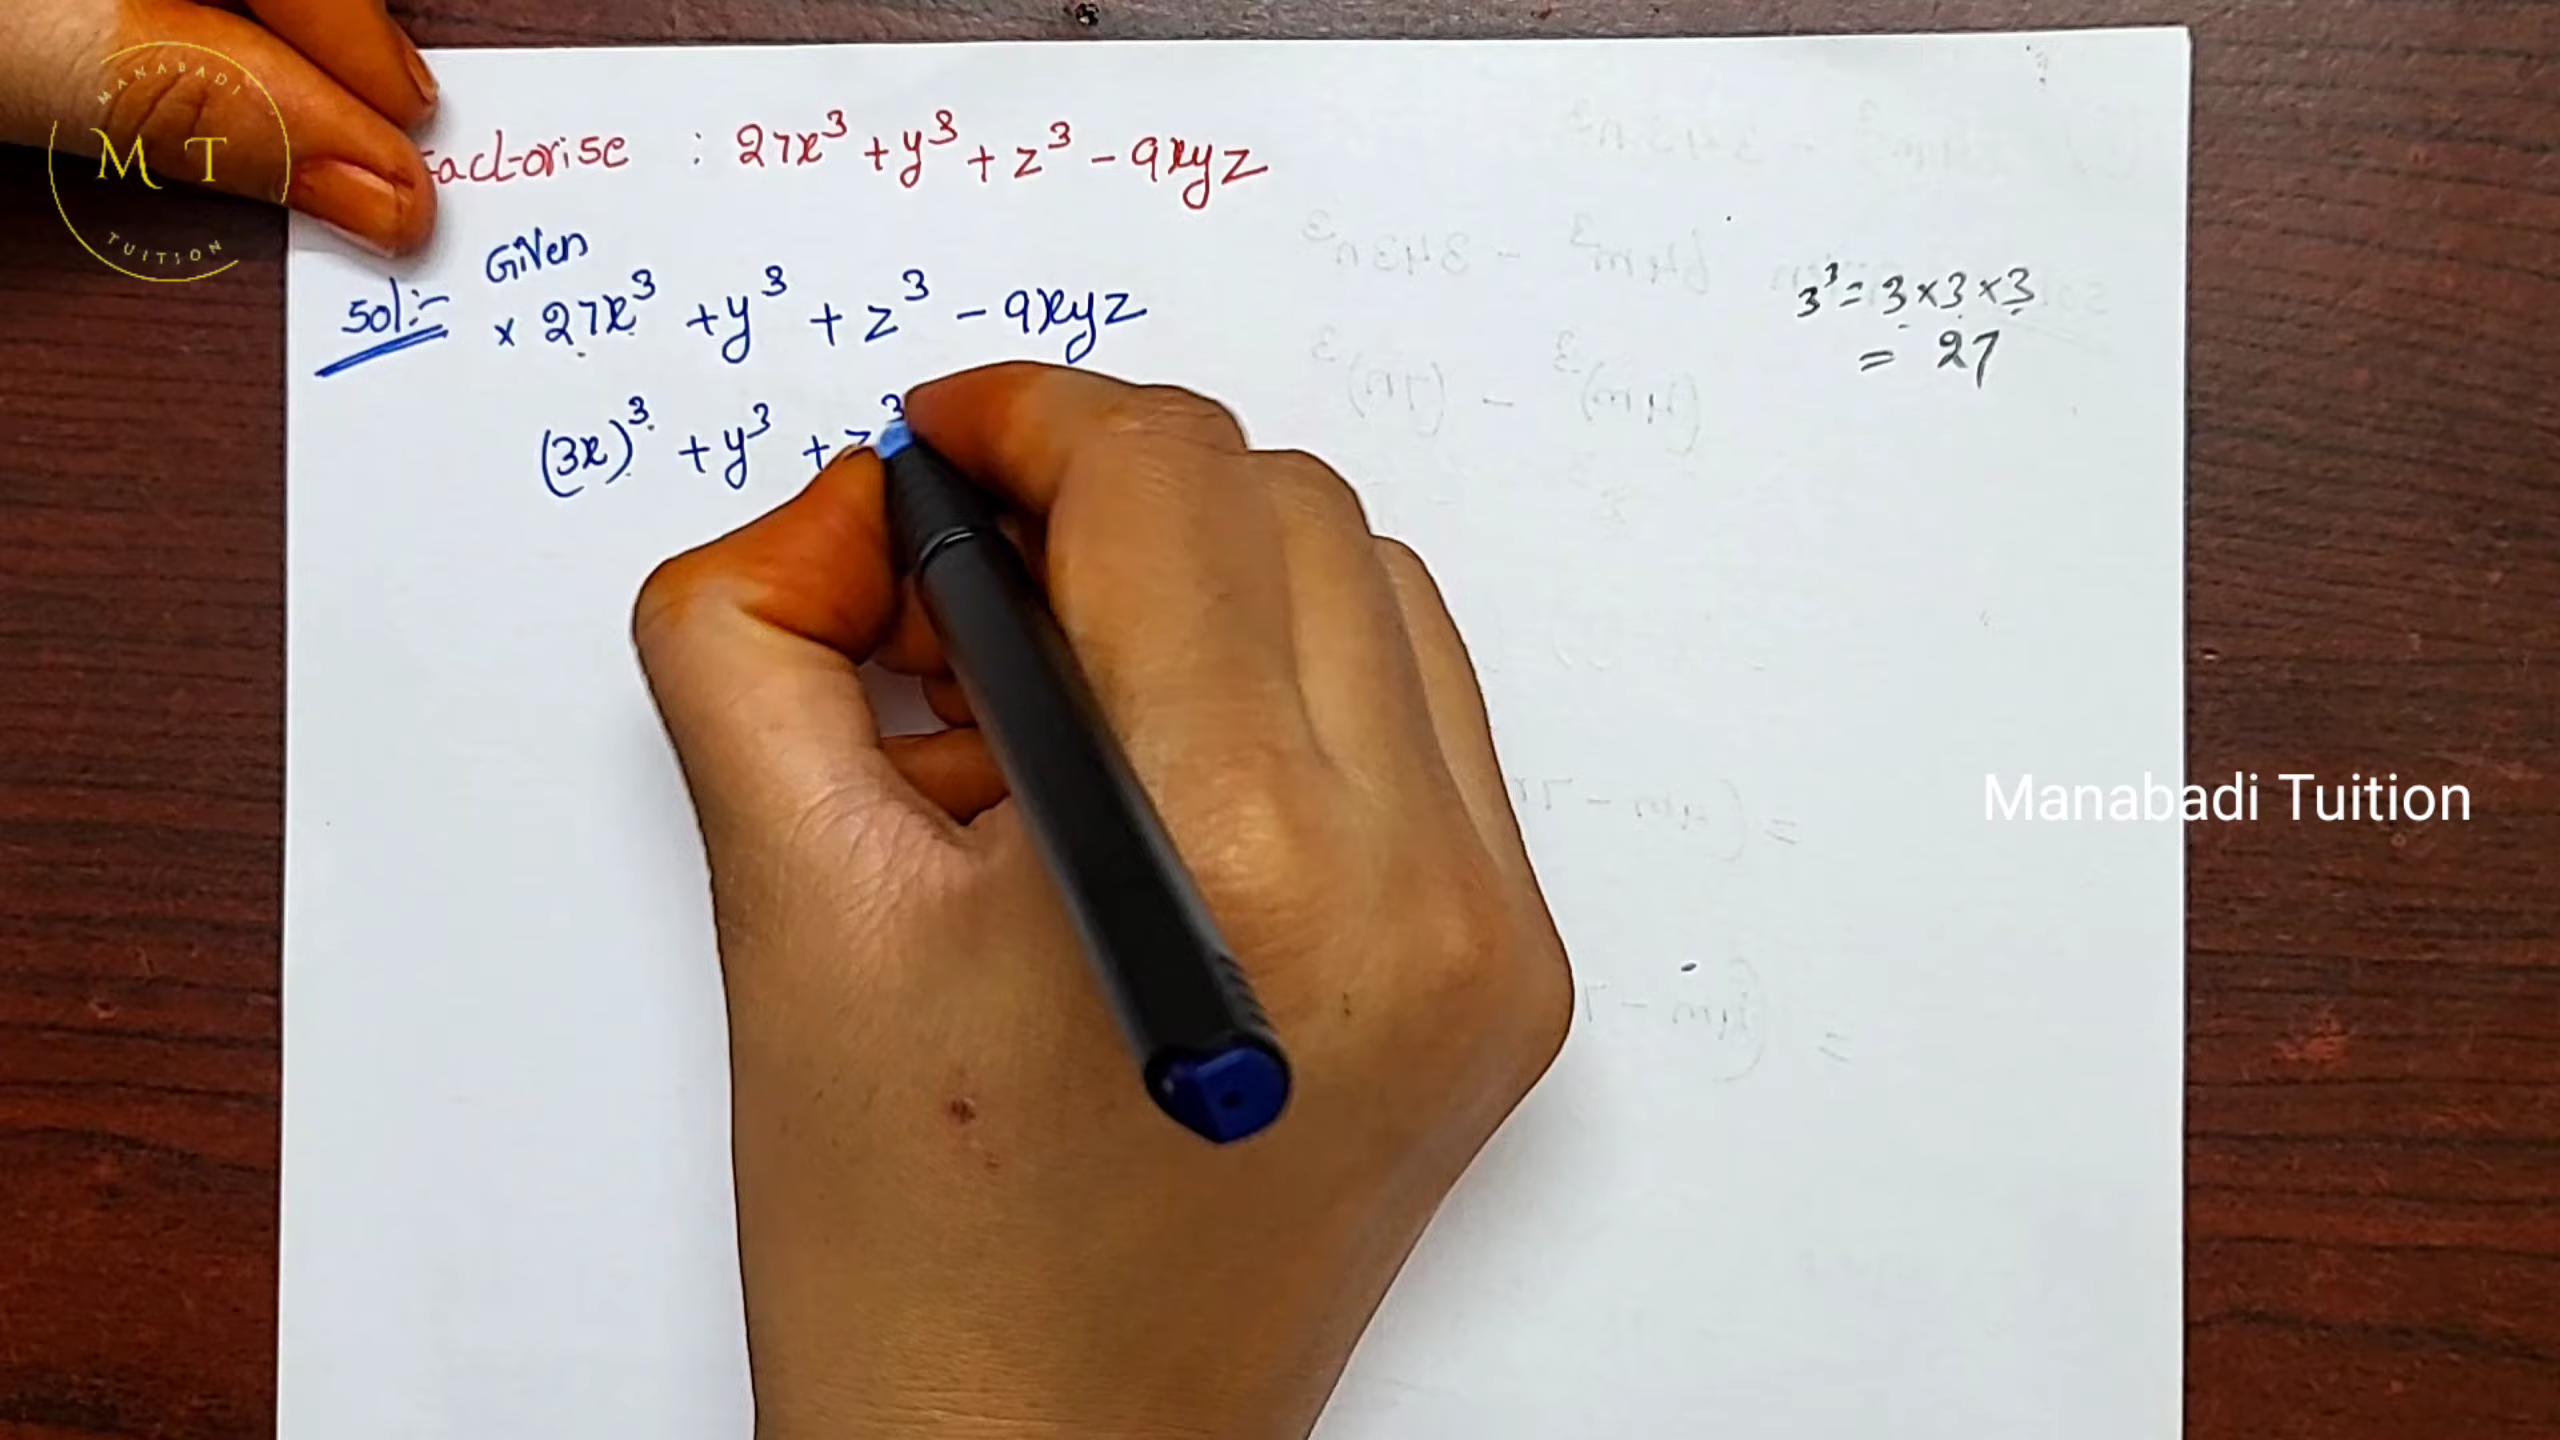 MANABADI
M T
TUITION
Factorise : 27x³ + y³ + z³ - 9xyz
Given
Sol:- × 27x³ + y³ + z³ - 9xyz
(3x)³ + y³ + z³
3³ = 3 × 3 × 3
= 27
Manabadi Tuition